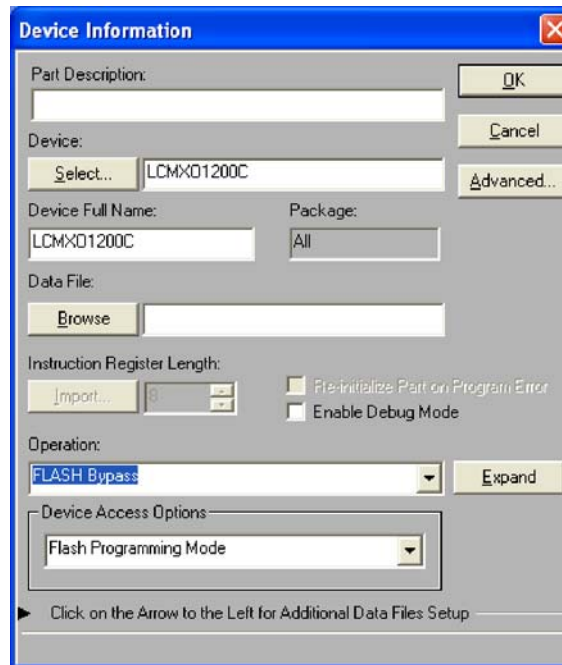 Device Information
Part Description:
OK
Cancel
Device:
Select... LCMXO1200C
Advanced...
Device Full Name: Package:
LCMXO1200C All
Data File:
Browse
Instruction Register Length:
Import... 8 Re-initialize Part on Program Error
Enable Debug Mode
Operation:
FLASH Bypass Expand
Device Access Options
Flash Programming Mode
Click on the Arrow to the Left for Additional Data Files Setup